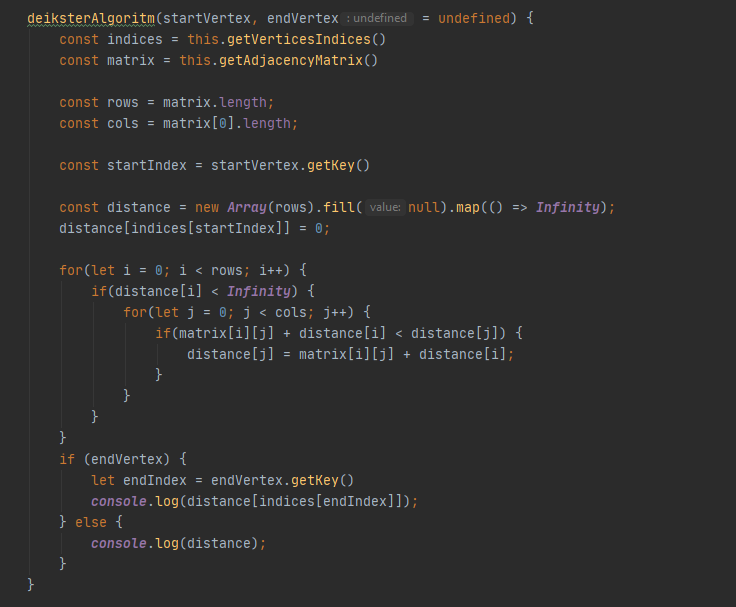 deiksterAlgoritm(startVertex, endVertex : undefined = undefined) {
    const indices = this.getVerticesIndices()
    const matrix = this.getAdjacencyMatrix()

    const rows = matrix.length;
    const cols = matrix[0].length;

    const startIndex = startVertex.getKey()

    const distance = new Array(rows).fill( value: null).map(() => Infinity);
    distance[indices[startIndex]] = 0;

    for(let i = 0; i < rows; i++) {
        if(distance[i] < Infinity) {
            for(let j = 0; j < cols; j++) {
                if(matrix[i][j] + distance[i] < distance[j]) {
                    distance[j] = matrix[i][j] + distance[i];
                }
            }
        }
    }
    if (endVertex) {
        let endIndex = endVertex.getKey()
        console.log(distance[indices[endIndex]]);
    } else {
        console.log(distance);
    }
}